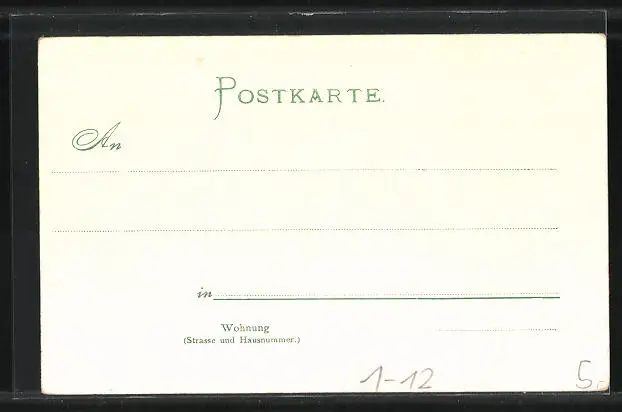 POSTKARTE.
An
in
Wohnung
(Strasse und Hausnummer.)
1-12
5.-